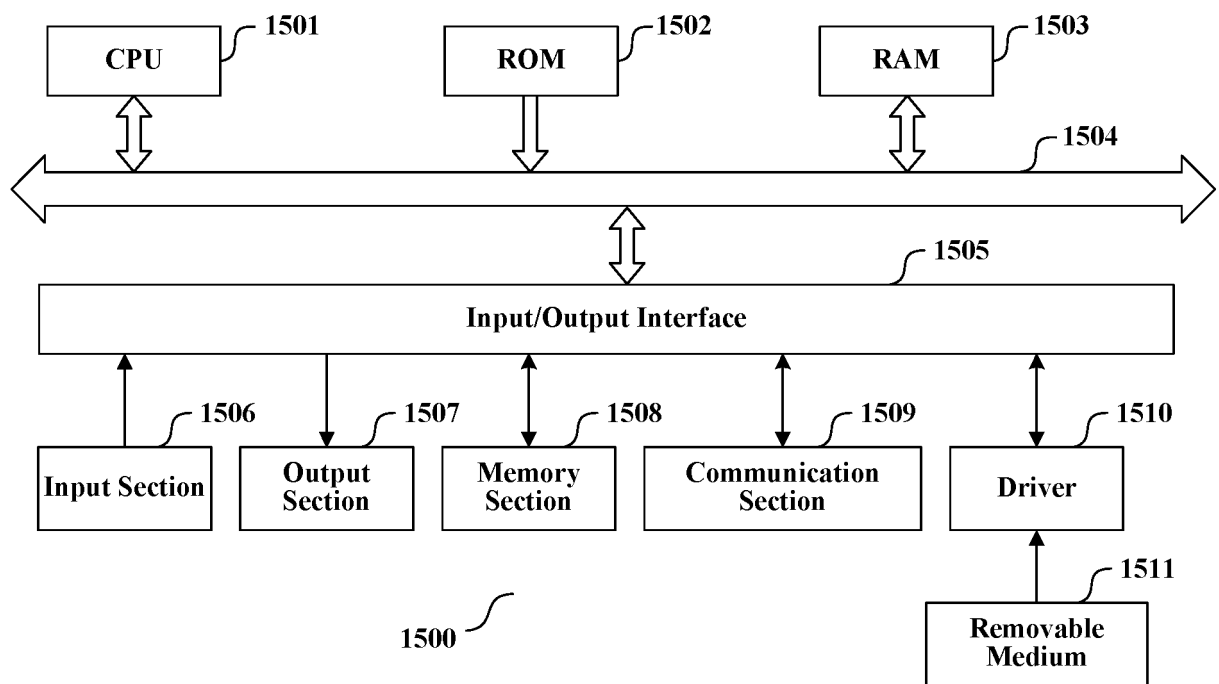 1501
1502
1503
CPU
ROM
RAM
1504
1505
Input/Output Interface
1506
1507
1508
1509
1510
Input Section
Output
Section
Memory
Section
Communication
Section
Driver
1511
1500
Removable
Medium